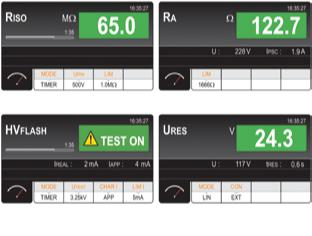 16:35:27
RISO MΩ 65.0
1:35
MODE LIM
TIMER 500V 1.0MΩ
16:35:27
RA Ω 122.7
U : 228V IPSC : 1.9A
LIM
1666Ω
16:35:27
HVFLASH
TEST ON
1:35
IREAL : 2mA IAPP : 4mA
MODE CHAR I LIM I
TIMER 3.25kV APP 5mA
16:35:27
URES V 24.3
U : 117V tRES : 0.6s
MODE CON
LIN EXT